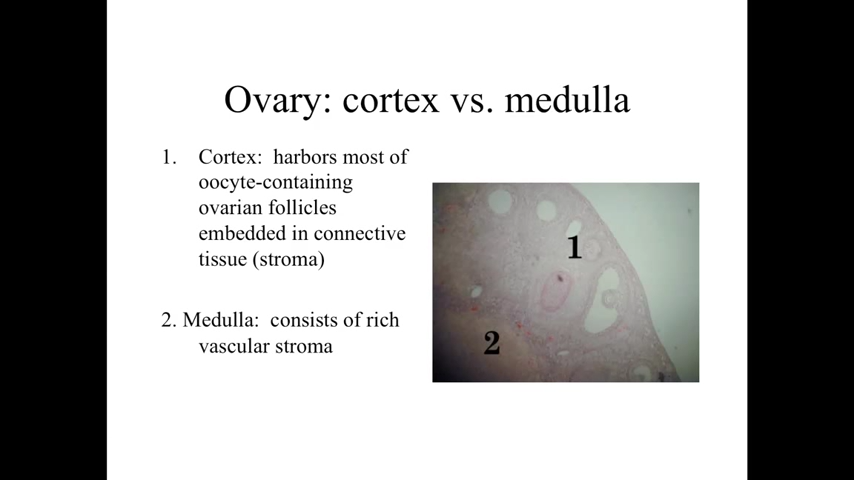 Ovary: cortex vs. medulla
1. Cortex: harbors most of
oocyte-containing
ovarian follicles
embedded in connective
tissue (stroma)
2. Medulla: consists of rich
vascular stroma
1
2